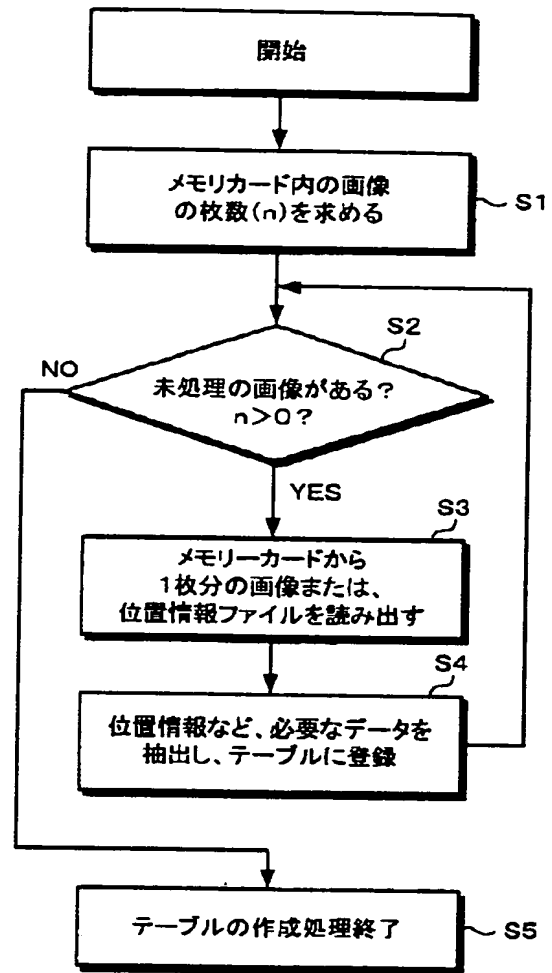 開始
メモリカード内の画像
の枚数(n)を求める
S1
S2
NO
未処理の画像がある?
n>0?
YES
S3
メモリーカードから
1枚分の画像または、
位置情報ファイルを読み出す
S4
位置情報など、必要なデータを
抽出し、テーブルに登録
テーブルの作成処理終了
S5